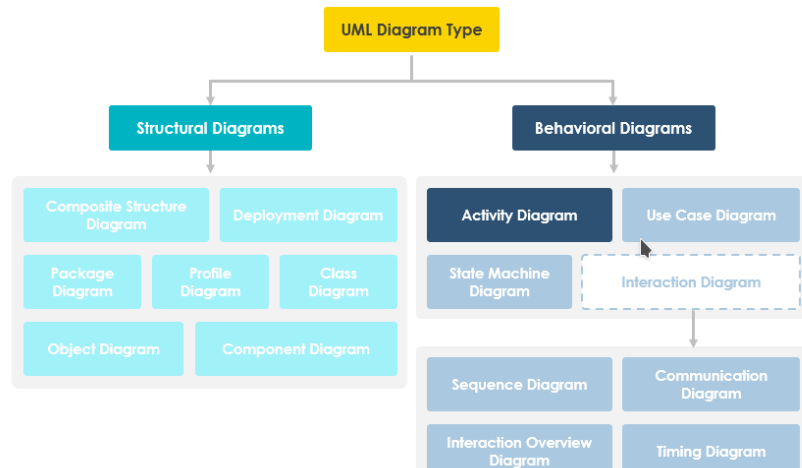 UML Diagram Type
Structural Diagrams
Behavioral Diagrams
Composite Structure
Diagram
Deployment Diagram
Package
Diagram
Profile
Diagram
Class
Diagram
Object Diagram
Component Diagram
Activity Diagram
Use Case Diagram
State Machine
Diagram
Interaction Diagram
Sequence Diagram
Communication
Diagram
Interaction Overview
Diagram
Timing Diagram